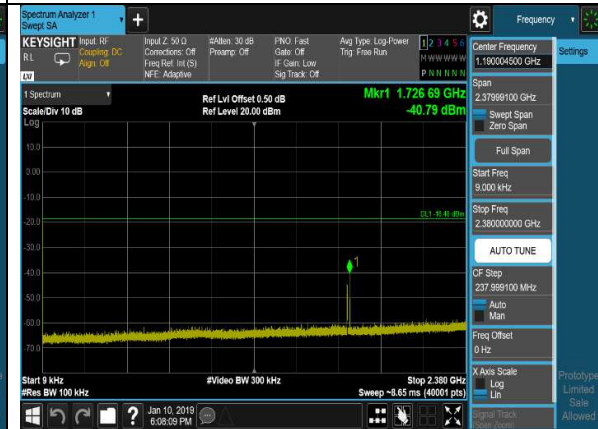 Spectrum Analyzer 1
Swept SA
+
Frequency
KEYSIGHT
RL
LW
Input: RF
Coupling: DC
Align: Off
Input Z: 50 Ω
Corrections: Off
Freq Ref: Int (S)
NFE: Adaptive
#Atten: 30 dB
Preamp: Off
PNO: Fast
Gate: Off
IF Gain: Low
Sig Track: Off
Avg Type: Log-Power
Trig: Free Run
1 2 3 4 5 6
M W W W W W
P N N N N N
Center Frequency
1.190004500 GHz
Settings
Span
2.37999100 GHz
Swept Span
Zero Span
Full Span
Start Freq
9.000 kHz
Stop Freq
2.380000000 GHz
AUTO TUNE
CF Step
237.999100 MHz
Auto
Man
Freq Offset
0 Hz
X Axis Scale
Log
Lin
Signal Track
(Span Zoom)
Prototype
Limited
Sale
Allowed
1 Spectrum
Scale/Div 10 dB
Log
Ref Lvl Offset 0.50 dB
Ref Level 20.00 dBm
Mkr1 1.726 69 GHz
-40.79 dBm
10.0
0.00
-10.0
-20.0
-30.0
-40.0
-50.0
-60.0
-70.0
1
Start 9 kHz
#Res BW 100 kHz
#Video BW 300 kHz
Stop 2.380 GHz
Sweep ~8.65 ms (40001 pts)
?
Jan 10, 2019
6:08:09 PM